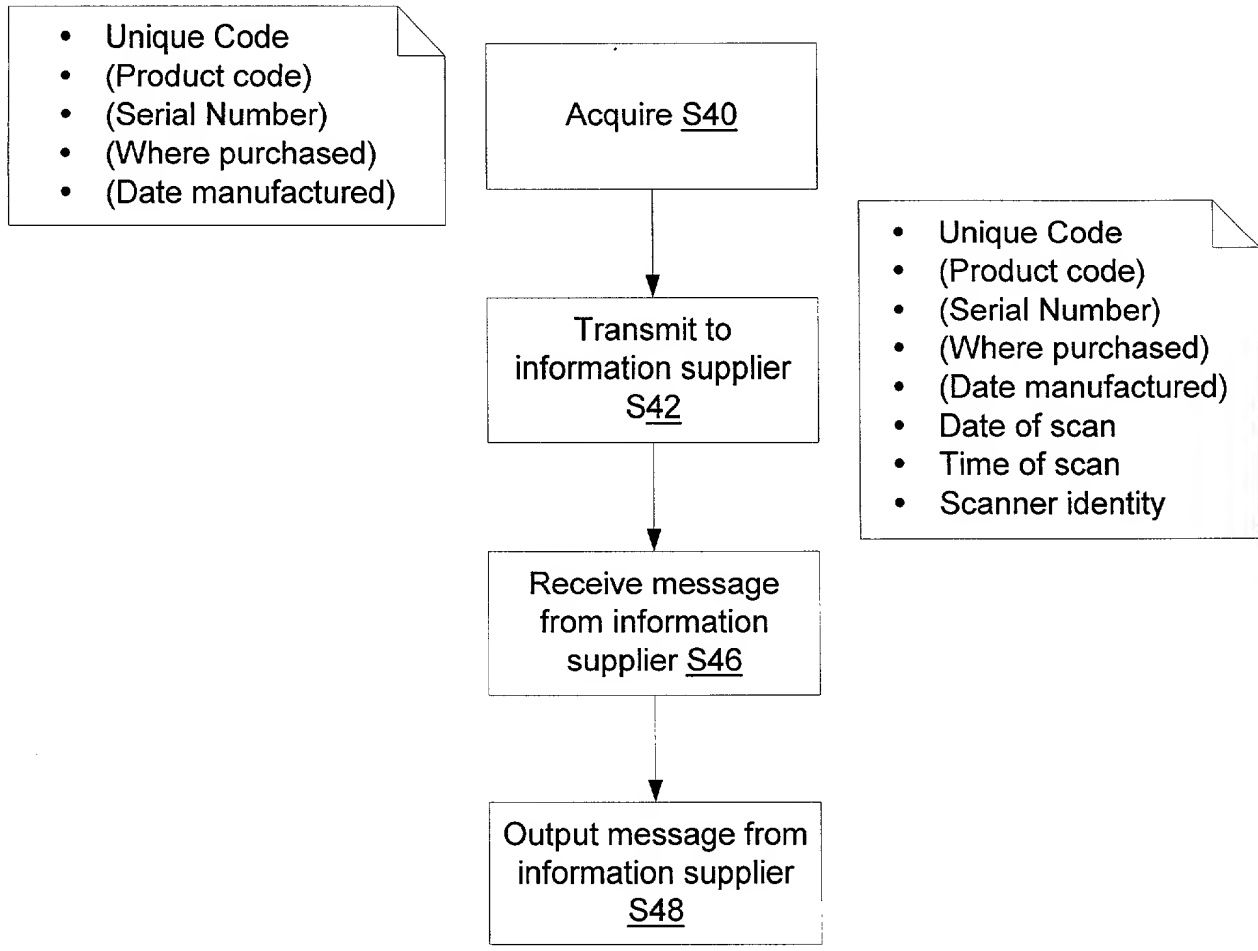 • Unique Code
• (Product code)
• (Serial Number)
• (Where purchased)
• (Date manufactured)
Acquire S40
• Unique Code
• (Product code)
• (Serial Number)
• (Where purchased)
• (Date manufactured)
• Date of scan
• Time of scan
• Scanner identity
Transmit to
information supplier
S42
Receive message
from information
supplier S46
Output message from
information supplier
S48